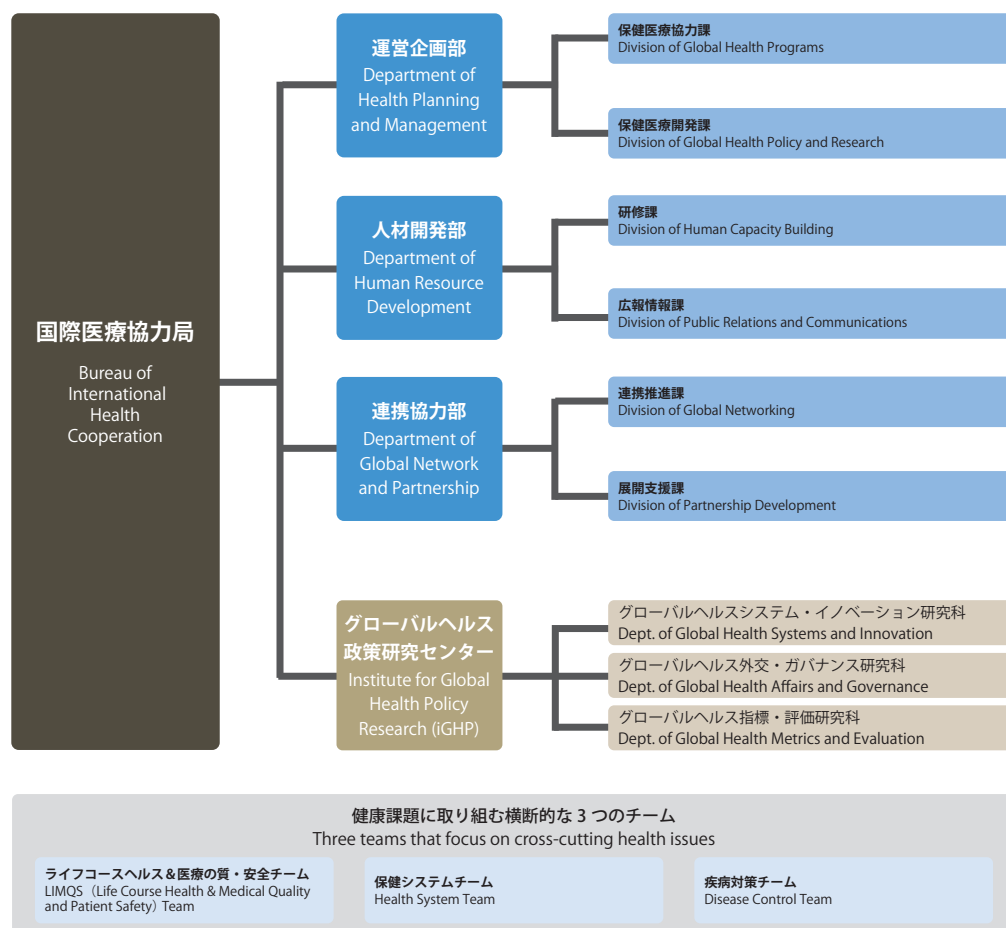 国際医療協力局
Bureau of
International
Health
Cooperation
運営企画部
Department of
Health Planning
and Management
保健医療協力課
Division of Global Health Programs
保健医療開発課
Division of Global Health Policy and Research
人材開発部
Department of
Human Resource
Development
研修課
Division of Human Capacity Building
広報情報課
Division of Public Relations and Communications
連携協力部
Department of
Global Network
and Partnership
連携推進課
Division of Global Networking
展開支援課
Division of Partnership Development
グローバルヘルス
政策研究センター
Institute for Global
Health Policy
Research (iGHP)
グローバルヘルスシステム・イノベーション研究科
Dept. of Global Health Systems and Innovation
グローバルヘルス外交・ガバナンス研究科
Dept. of Global Health Affairs and Governance
グローバルヘルス指標・評価研究科
Dept. of Global Health Metrics and Evaluation
健康課題に取り組む横断的な 3 つのチーム
Three teams that focus on cross-cutting health issues
ライフコースヘルス＆医療の質・安全チーム
LIMQS（Life Course Health & Medical Quality
and Patient Safety）Team
保健システムチーム
Health System Team
疾病対策チーム
Disease Control Team